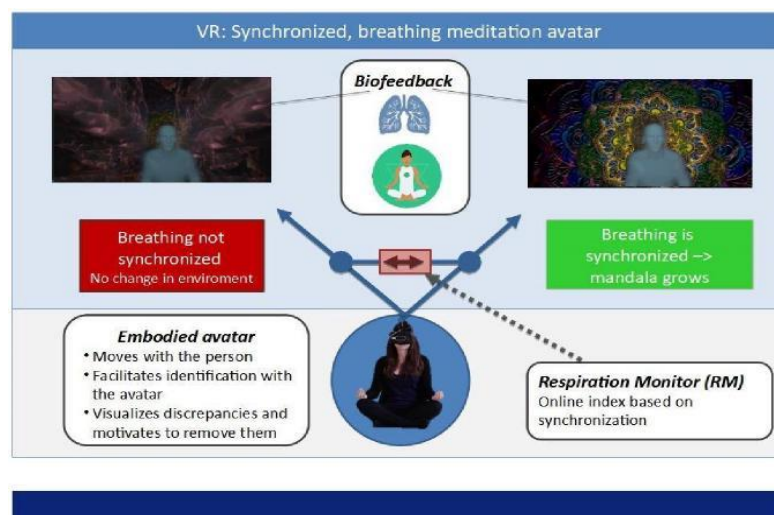 VR: Synchronized, breathing meditation avatar
Biofeedback
Breathing not
synchronized
No change in enviroment
Breathing is
synchronized –>
mandala grows
Embodied avatar
• Moves with the person
• Facilitates identification with
the avatar
• Visualizes discrepancies and
motivates to remove them
Respiration Monitor (RM)
Online index based on
synchronization